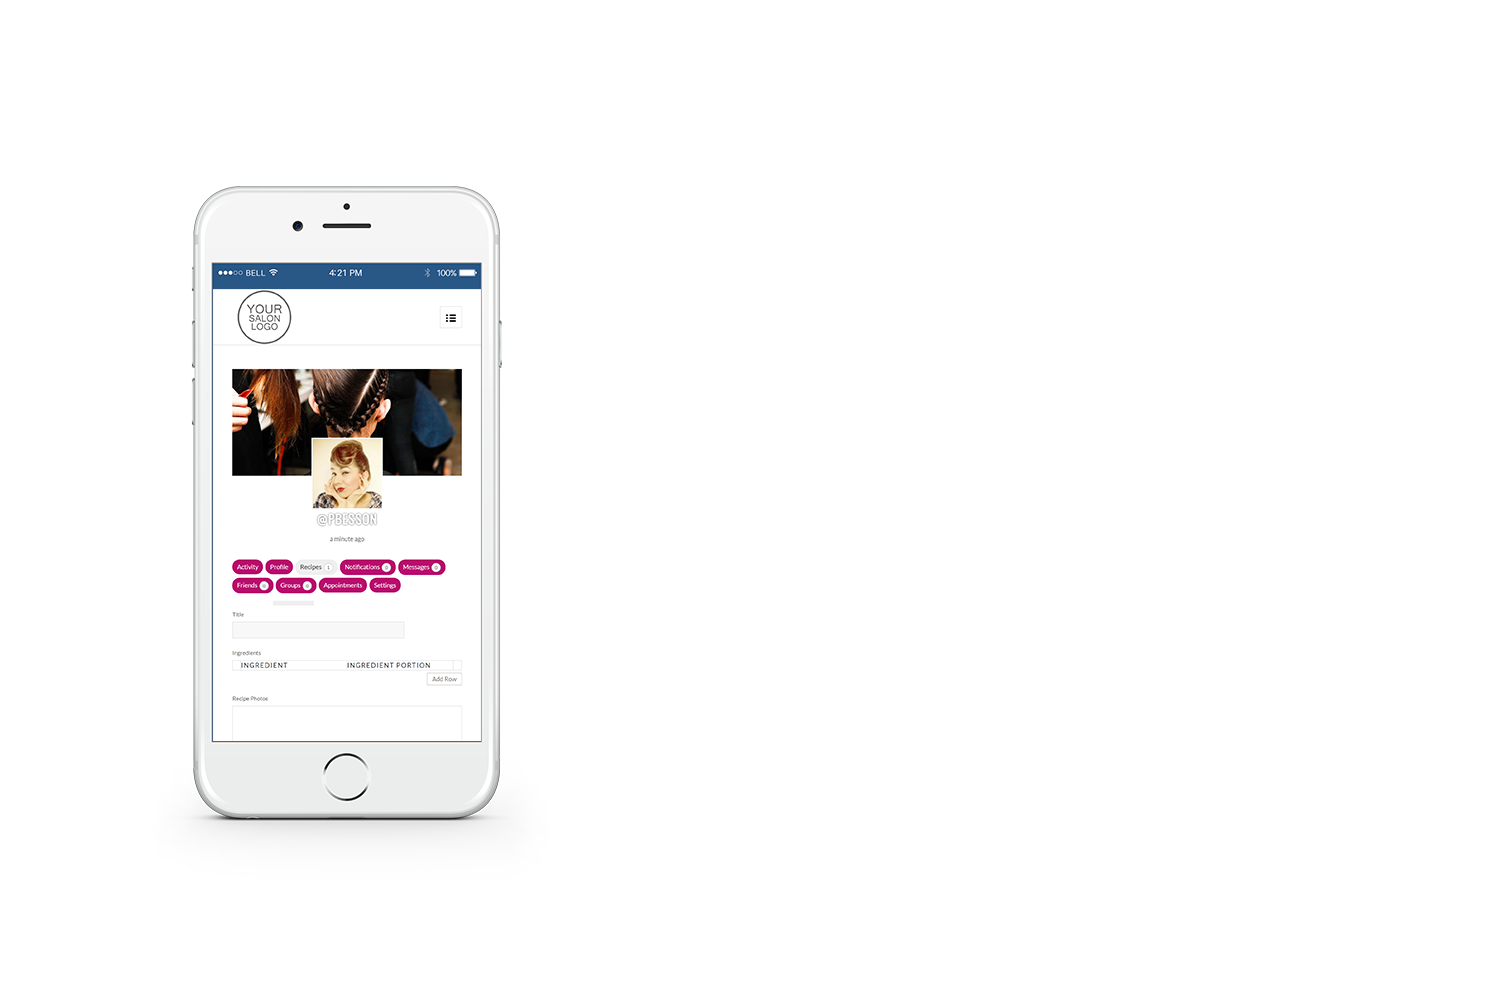 BELL 4:21 PM 100%
YOUR
SALON
LOGO
@PBESSON
a minute ago
Activity Profile Recipes 1 Notifications 0 Messages 0
Friends 0 Groups 0 Appointments Settings
Title
Ingredients
INGREDIENT INGREDIENT PORTION
Add Row
Recipe Photos